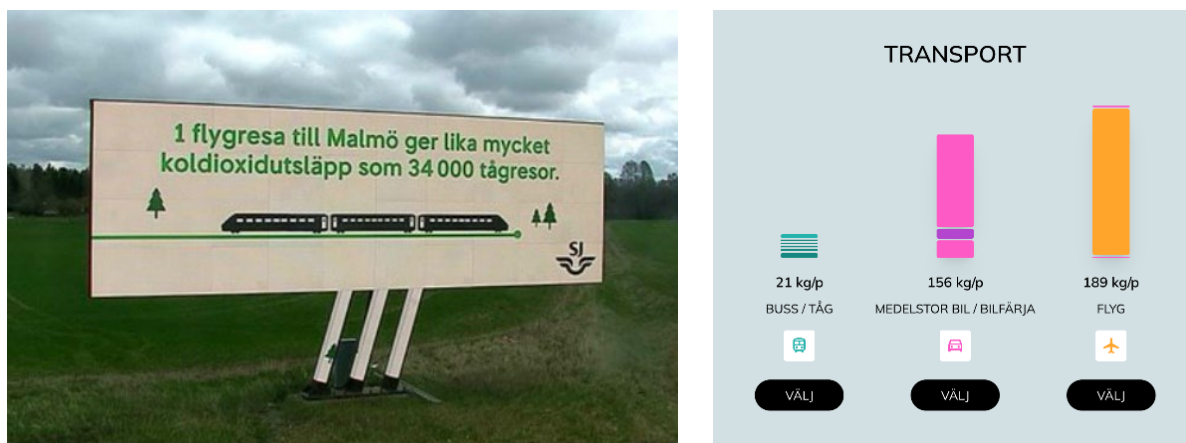 1 flygresa till Malmö ger lika mycket
koldioxidutsläpp som 34 000 tågresor.
SJ
TRANSPORT
21 kg/p
156 kg/p
189 kg/p
BUSS / TÅG
MEDELSTOR BIL / BILFÄRJA
FLYG
VÄLJ
VÄLJ
VÄLJ